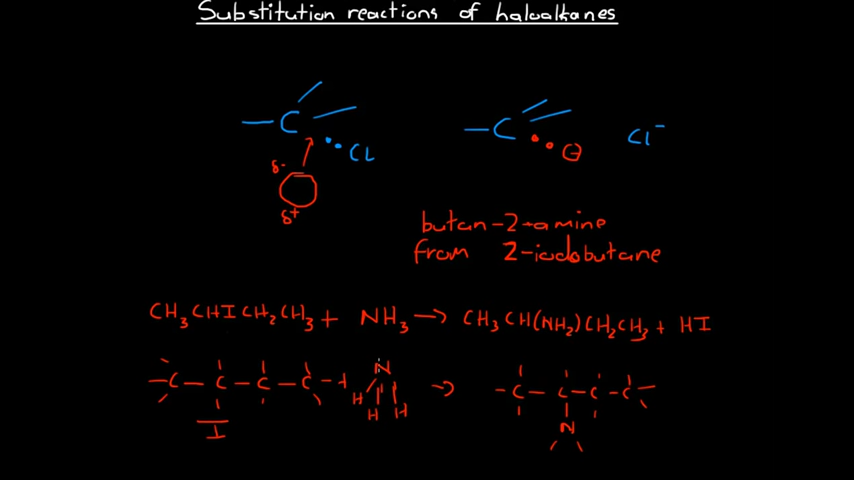 Substitution reactions of haloalkanes
C C Cl⁻
Cl
δ-
δ+
butan-2-amine
from 2-iodobutane
CH₃CHICH₂CH₃ + NH₃ → CH₃CH(NH₂)CH₂CH₃ + HI
C C C C + N → C C C C
H H H
I N